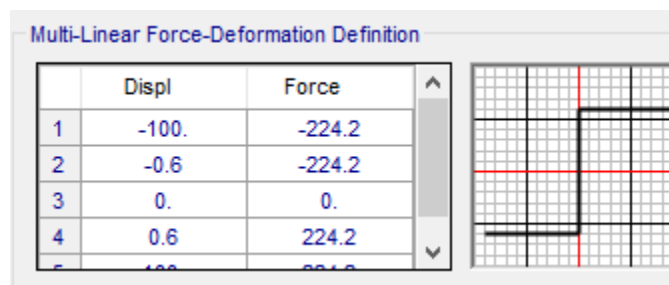 Multi-Linear Force-Deformation Definition
Displ Force
1 -100. -224.2
2 -0.6 -224.2
3 0. 0.
4 0.6 224.2